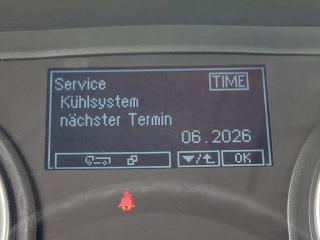 Service TIME
Kühlsystem
nächster Termin
06.2026
OK